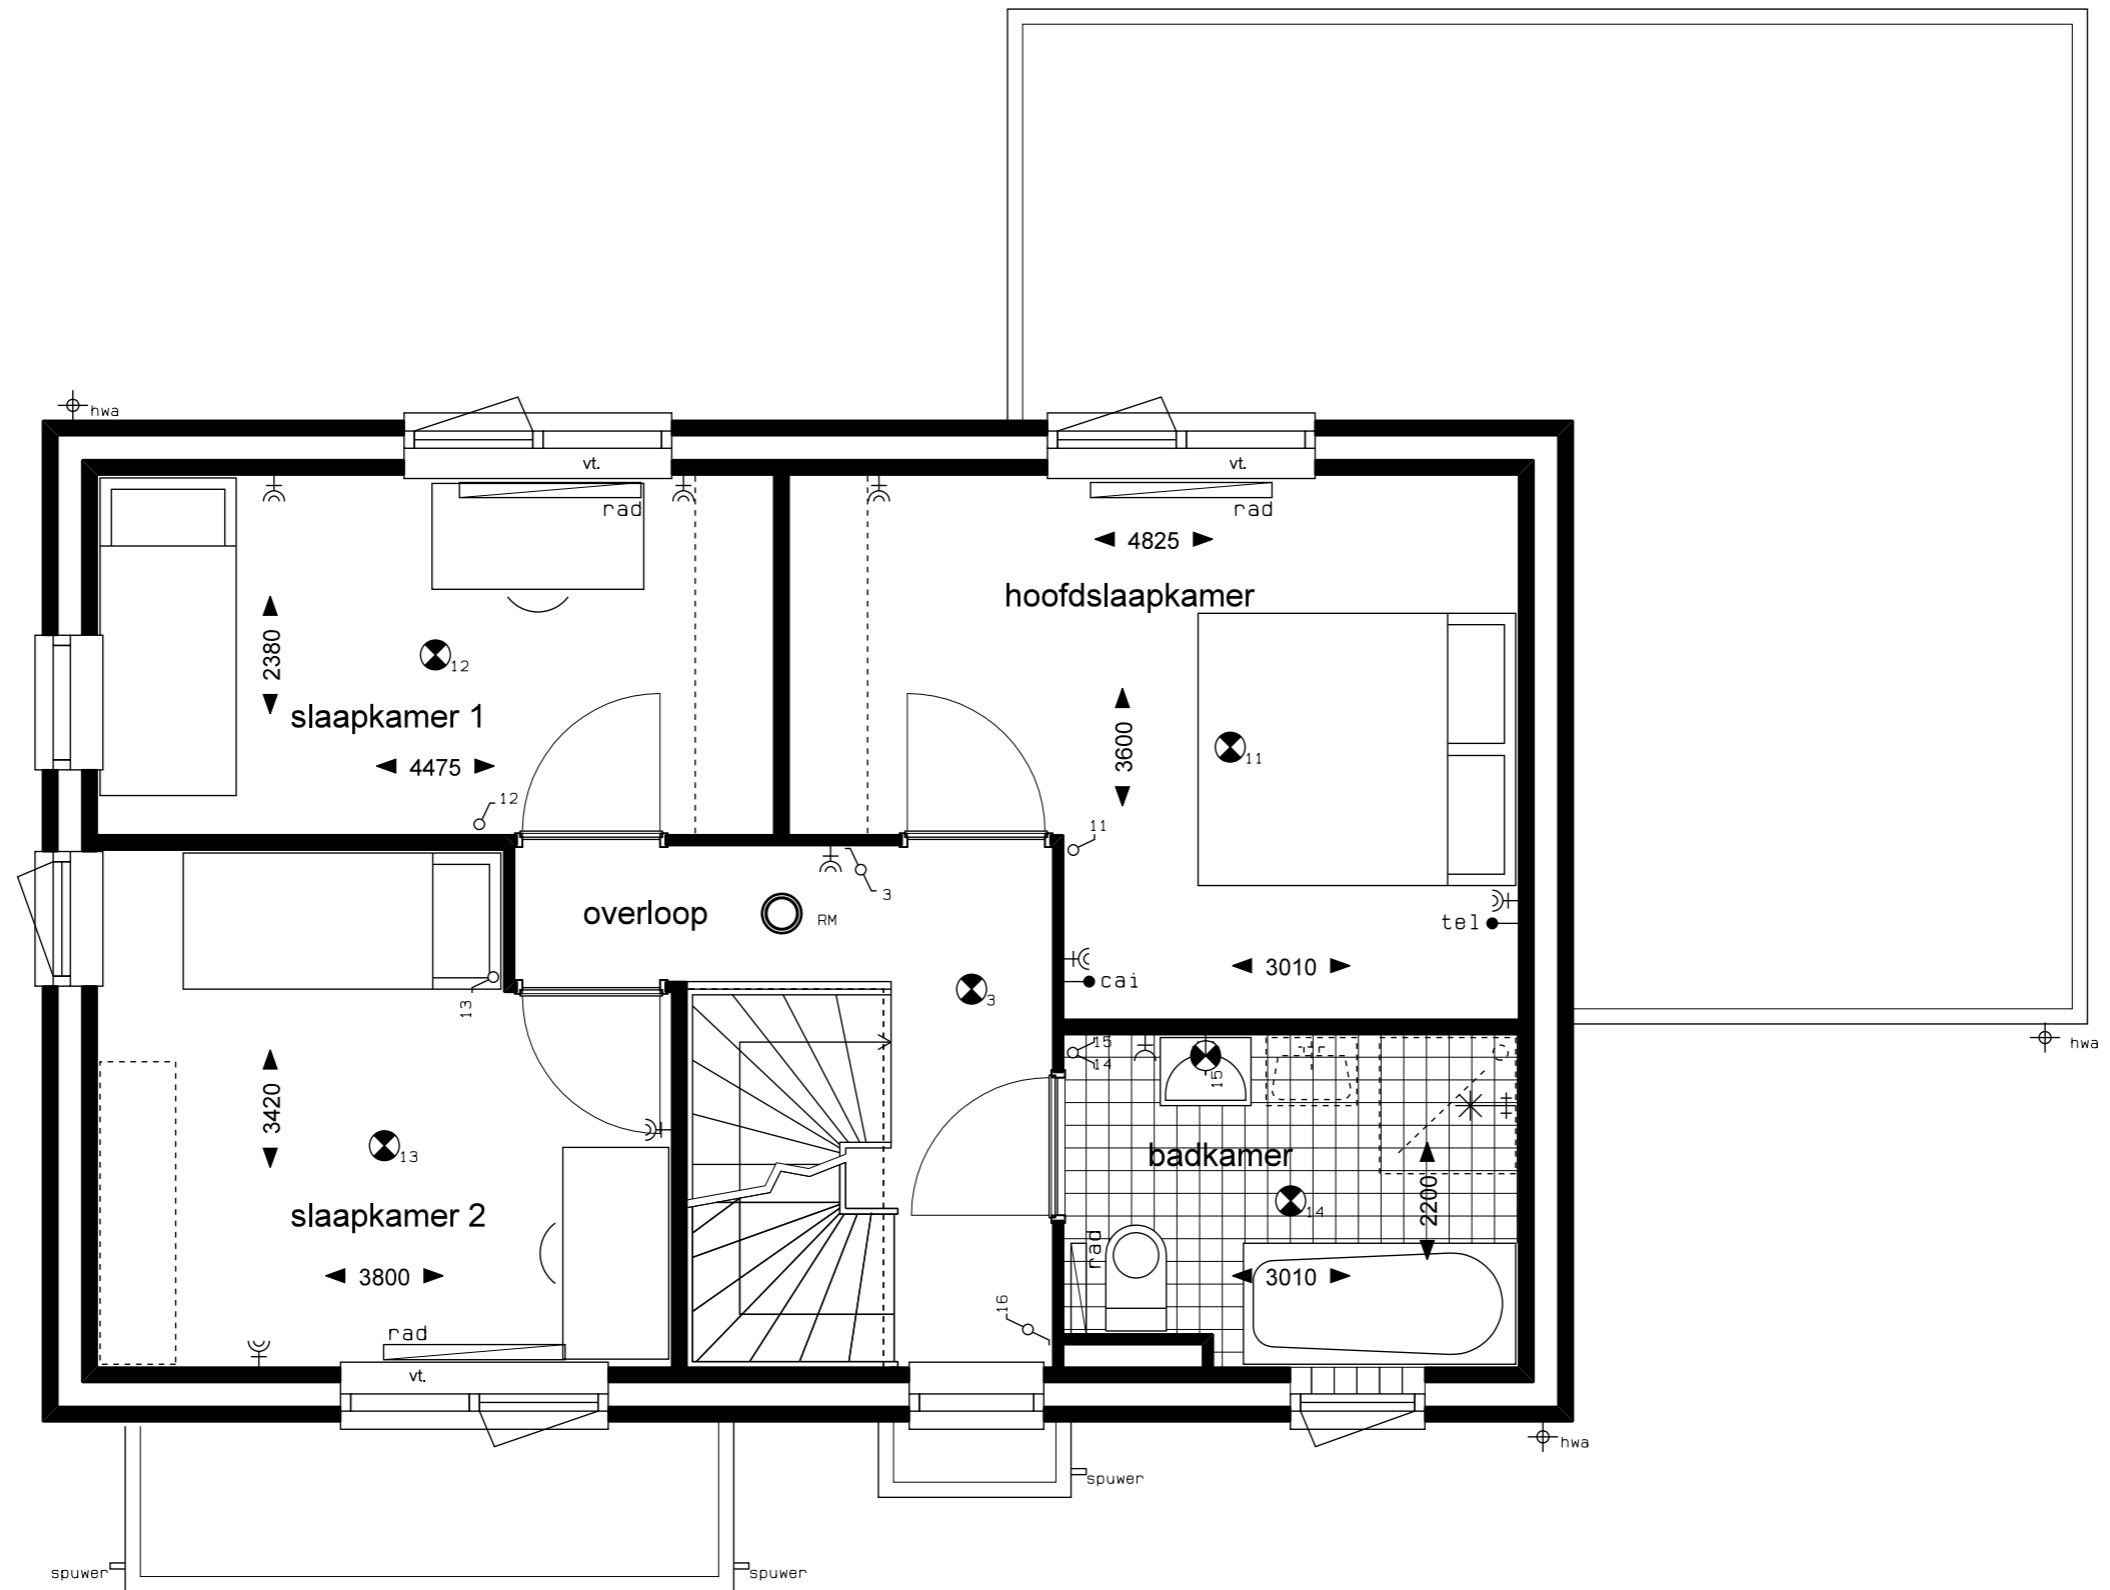 hwa
vt.
vt.
rad
rad
4825
hoofdslaapkamer
2380
12
slaapkamer 1
3600
11
4475
12
11
3
overloop
RM
tel
3010
cai
13
3
15
14
15
hwa
3420
13
badkamer
14
2200
slaapkamer 2
rad
3800
3010
16
rad
vt.
hwa
spuwer
spuwer
spuwer